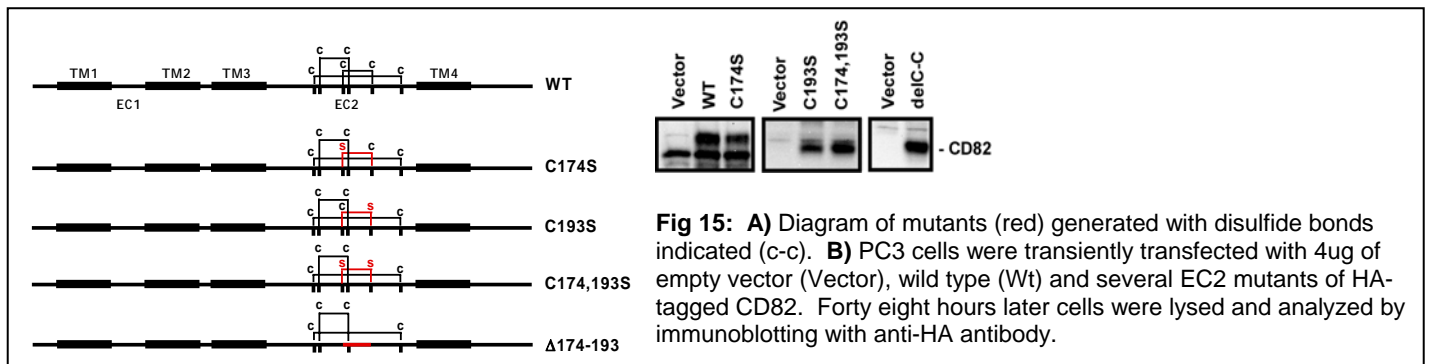 c c
TM1 TM2 TM3 c c c TM4
WT
EC1 EC2
c c
c s c c
C174S
c c
c c s c
C193S
c c
c s s c
C174,193S
c c
c c
Δ174-193
Vector
WT
C174S
Vector
C193S
C174,193S
Vector
delC-C
- CD82
Fig 15: A) Diagram of mutants (red) generated with disulfide bonds
indicated (c-c). B) PC3 cells were transiently transfected with 4ug of
empty vector (Vector), wild type (Wt) and several EC2 mutants of HA-
tagged CD82. Forty eight hours later cells were lysed and analyzed by
immunoblotting with anti-HA antibody.